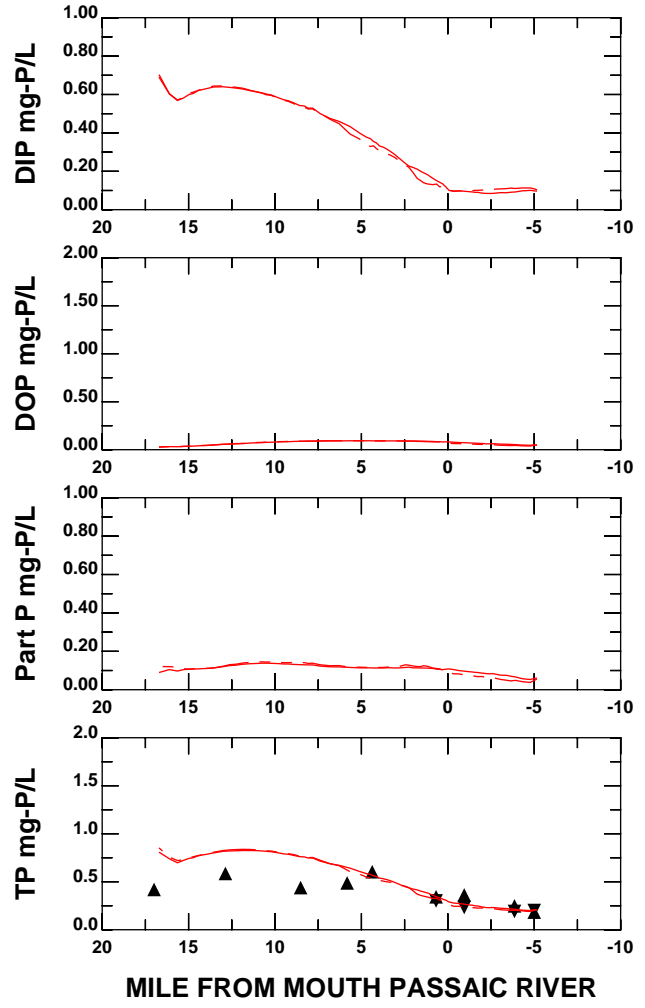 DIP mg-P/L
1.00
0.80
0.60
0.40
0.20
0.00
20 15 10 5 0 -5 -10
DOP mg-P/L
2.00
1.50
1.00
0.50
0.00
20 15 10 5 0 -5 -10
Part P mg-P/L
1.00
0.80
0.60
0.40
0.20
0.00
20 15 10 5 0 -5 -10
TP mg-P/L
2.0
1.5
1.0
0.5
0.0
20 15 10 5 0 -5 -10
MILE FROM MOUTH PASSAIC RIVER